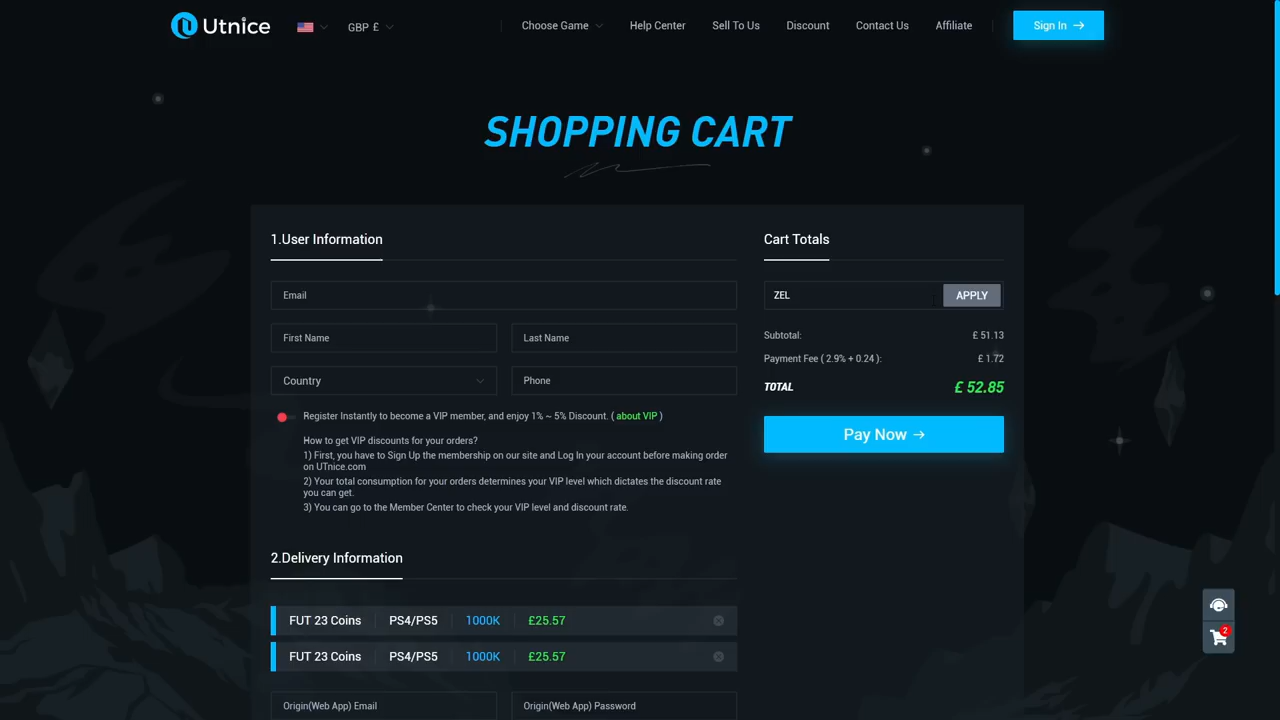 Utnice
GBP £
Choose Game
Help Center
Sell To Us
Discount
Contact Us
Affiliate
Sign In
SHOPPING CART
1.User Information
Email
First Name
Last Name
Country
Phone
Register Instantly to become a VIP member, and enjoy 1% ~ 5% Discount. ( about VIP )
How to get VIP discounts for your orders?
1) First, you have to Sign Up the membership on our site and Log In your account before making order
on UTnice.com
2) Your total consumption for your orders determines your VIP level which dictates the discount rate
you can get.
3) You can go to the Member Center to check your VIP level and discount rate.
Cart Totals
ZEL
APPLY
Subtotal:
£ 51.13
Payment Fee ( 2.9% + 0.24 ):
£ 1.72
TOTAL
£ 52.85
Pay Now
2.Delivery Information
FUT 23 Coins
PS4/PS5
1000K
£25.57
FUT 23 Coins
PS4/PS5
1000K
£25.57
Origin(Web App) Email
Origin(Web App) Password
2